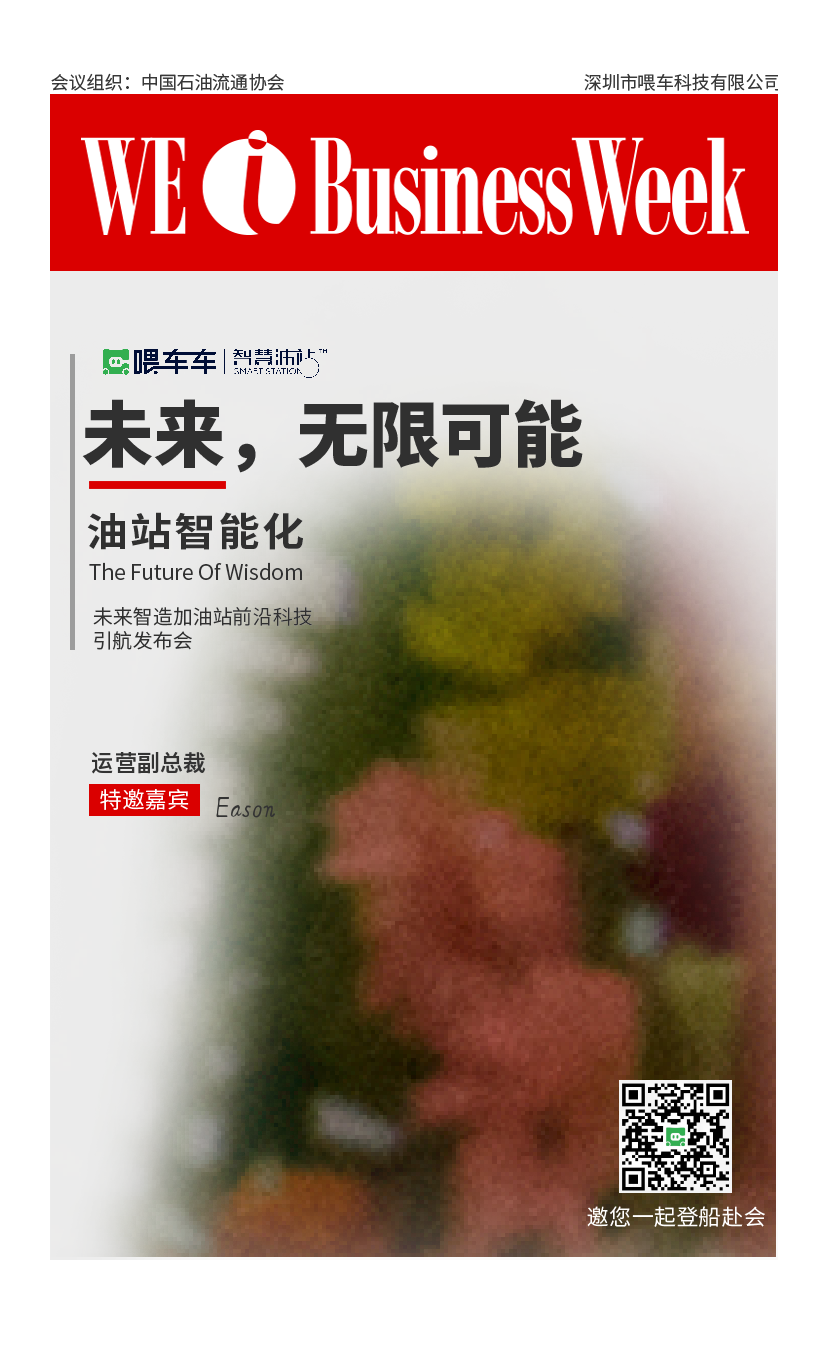 会议组织：中国石油流通协会
深圳市喂车科技有限公司
WE i BusinessWeek
喂车车 智慧油站™
SMART STATION
未来，无限可能
油站智能化
The Future Of Wisdom
未来智造加油站前沿科技
引航发布会
运营副总裁
特邀嘉宾 Eason
邀您一起登船赴会